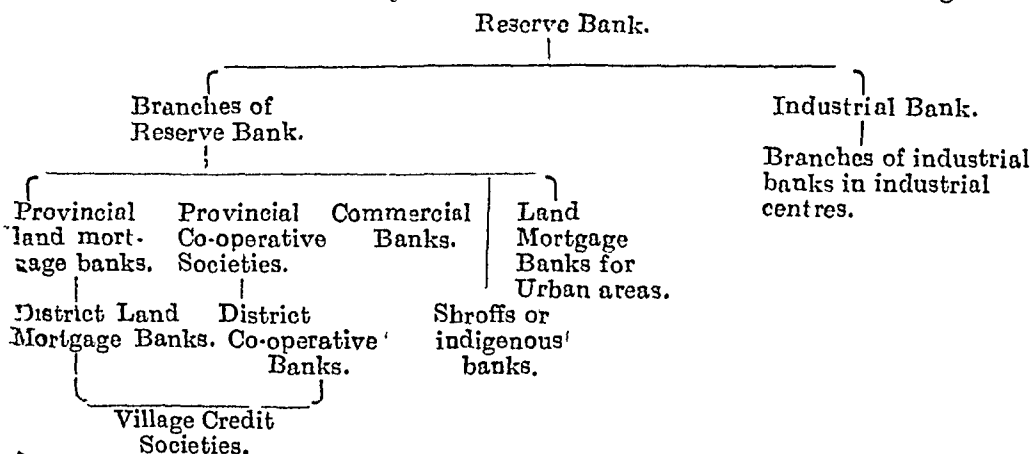 Reserve Bank.
Branches of
Reserve Bank.
Industrial Bank.
Branches of industrial
banks in industrial
centres.
Provincial
land mort-
gage banks.
Provincial
Co-operative
Societies.
Commercial
Banks.
Land
Mortgage
Banks for
Urban areas.
District Land
Mortgage Banks.
District
Co-operative
Banks.
Shroffs or
indigenous
banks.
Village Credit
Societies.